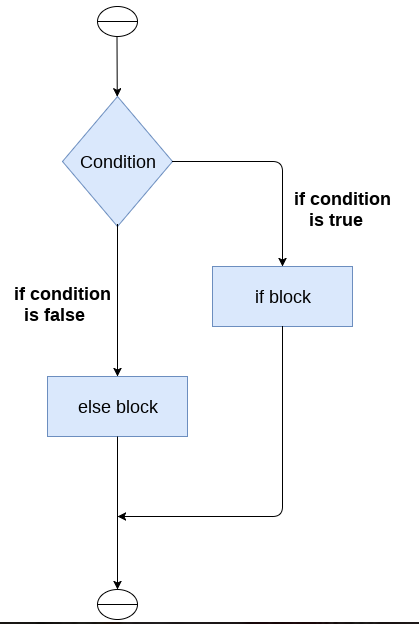 Condition
if condition
is true
if condition
is false
if block
else block